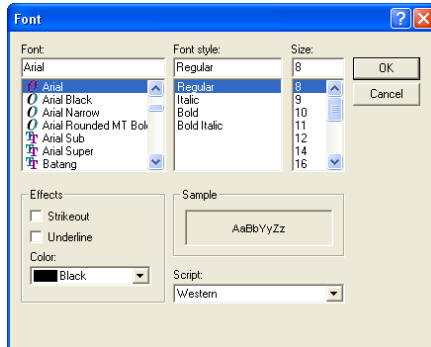 Font
Font: Font style: Size:
Arial Regular 8 OK
Arial Regular 8 Cancel
Arial Black Italic 9
Arial Narrow Bold 10
Arial Rounded MT Bol Bold Italic 11
Arial Sub 12
Arial Super 14
Batang 16
Effects Sample
Strikeout AaBbYyZz
Underline
Color:
Black Script:
Western